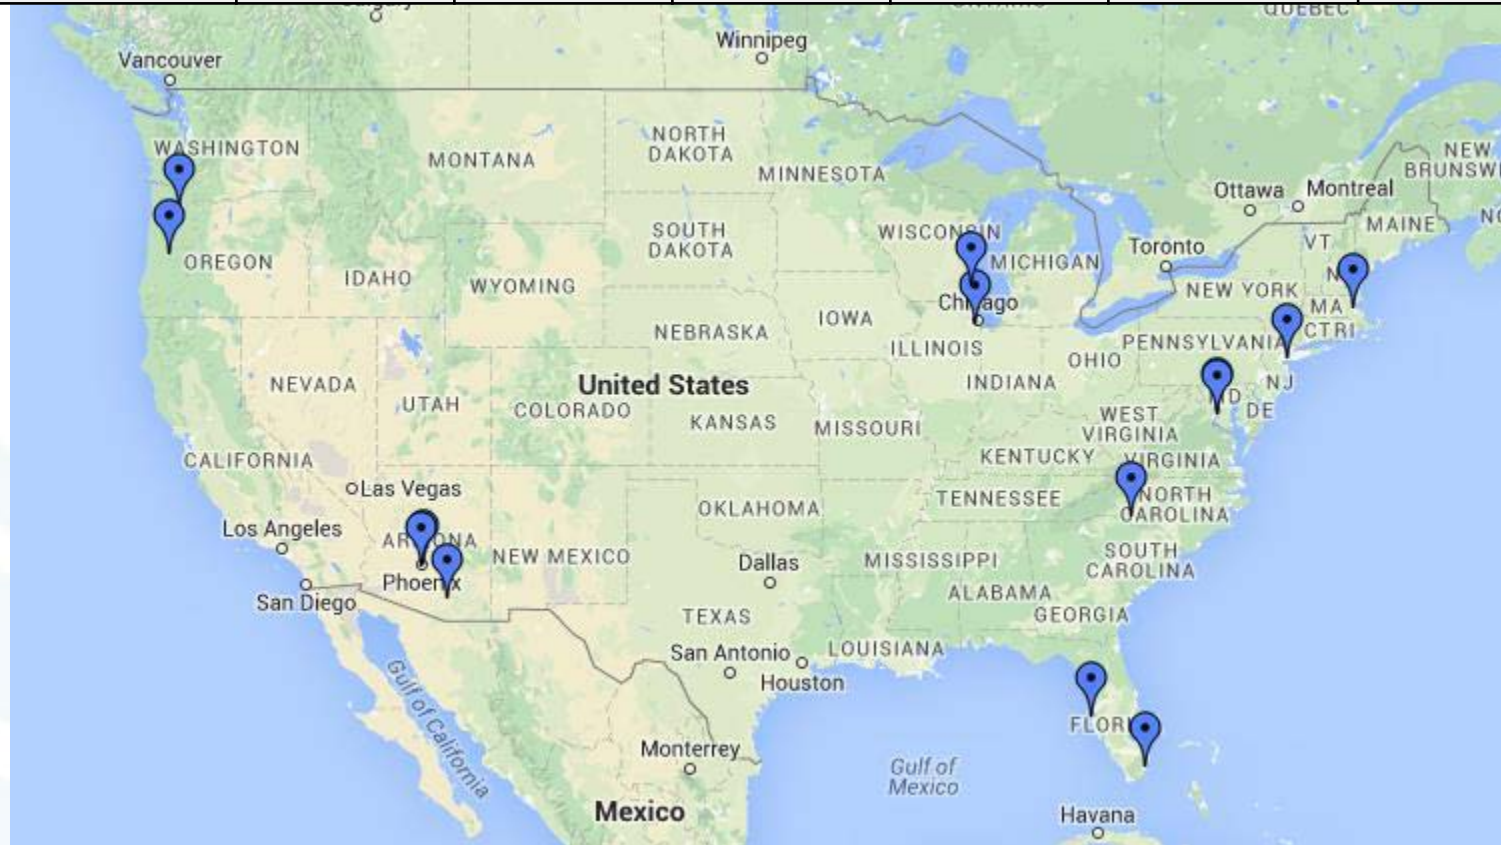 QUEBEC
Winnipeg
Vancouver
WASHINGTON
NORTH
DAKOTA
MONTANA
MINNESOTA
NEW
Ottawa
Montreal
MAINE
SOUTH
DAKOTA
WISCONSIN
VT
Toronto
OREGON
MICHIGAN
IDAHO
WYOMING
NEW YORK
Chicago
MA
IOWA
NEBRASKA
CT RI
PENNSYLVANIA
ILLINOIS
OHIO
United States
INDIANA
NJ
NEVADA
UTAH
COLORADO
DE
WEST
VIRGINIA
KANSAS
MISSOURI
KENTUCKY
VIRGINIA
CALIFORNIA
Las Vegas
TENNESSEE
NORTH
CAROLINA
OKLAHOMA
Los Angeles
ARIZONA
NEW MEXICO
Dallas
MISSISSIPPI
SOUTH
CAROLINA
Phoenix
San Diego
ALABAMA
TEXAS
GEORGIA
San Antonio
LOUISIANA
Houston
Gulf of California
FLORI
Monterrey
Gulf of
Mexico
Mexico
Havana